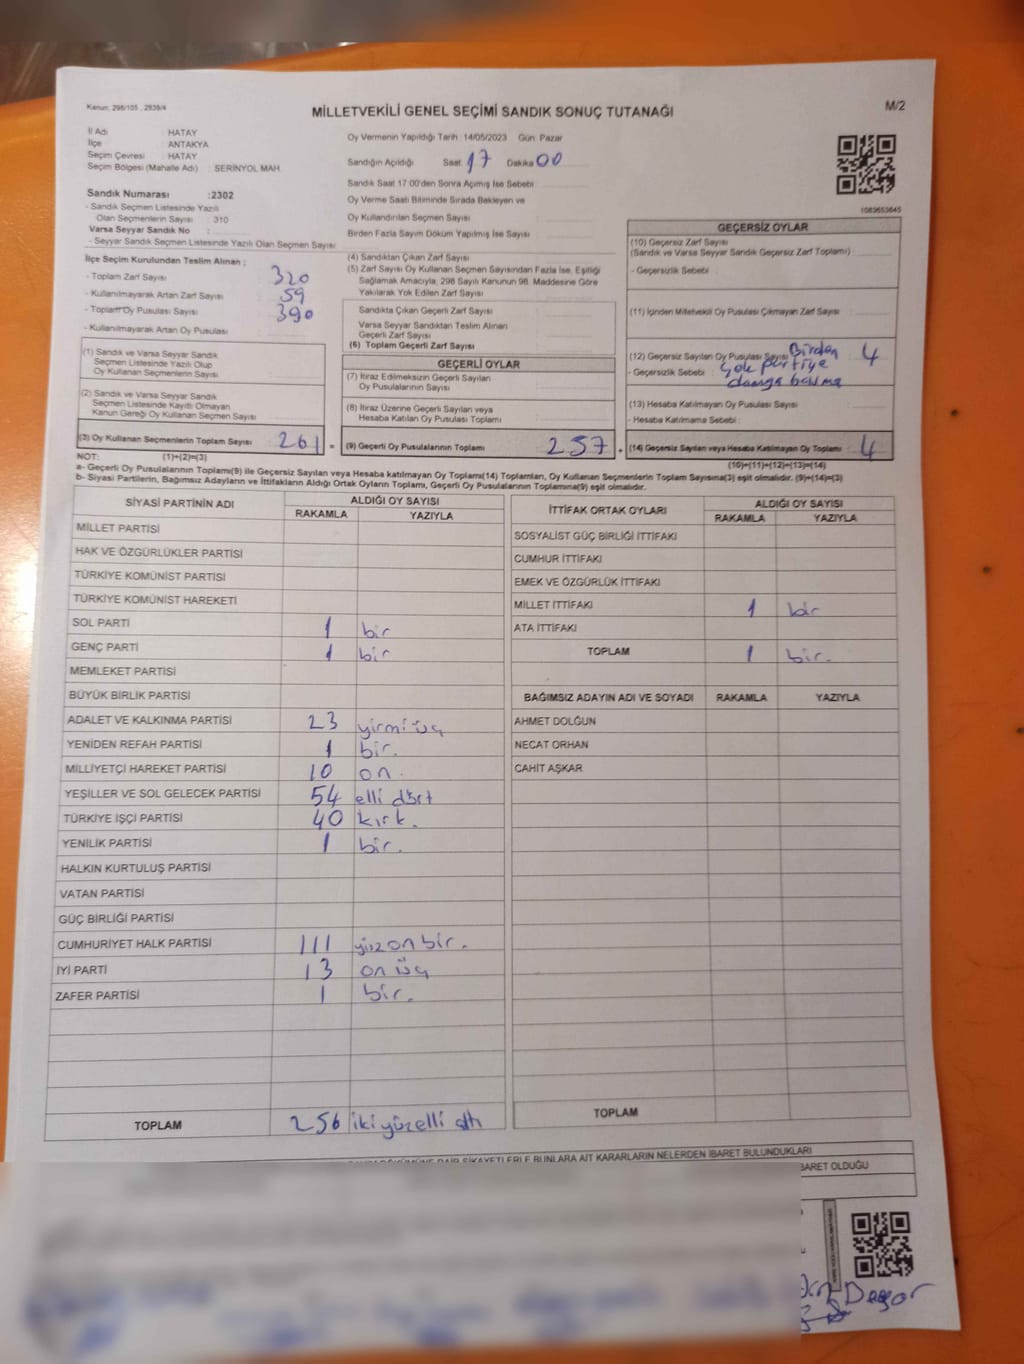 Kanun: 298/105 , 2839/4
MİLLETVEKİLİ GENEL SEÇİMİ SANDIK SONUÇ TUTANAĞI
M/2
İl Adı : HATAY
İlçe : ANTAKYA
Seçim Çevresi : HATAY
Seçim Bölgesi (Mahalle Adı) : SERİNYOL MAH.
Oy Vermenin Yapıldığı Tarih :14/05/2023 Gün: Pazar
Sandığın Açıldığı Saat 17 Dakika 00
Sandık Saat 17:00'den Sonra Açmış İse Sebebi :
Oy Verme Saati Bitiminde Sırada Bekleyen ve
Oy Kullandırılan Seçmen Sayısı :
Birden Fazla Sayım Döküm Yapılmış İse Sayısı :
Sandık Numarası :2302
- Sandık Seçmen Listesinde Yazılı
Olan Seçmenlerin Sayısı : 310
Varsa Seyyar Sandık No :
- Seyyar Sandık Seçmen Listesinde Yazılı Olan Seçmen Sayısı :
İlçe Seçim Kurulundan Teslim Alınan ;
- Toplam Zarf Sayısı : 320
- Kullanılmayarak Artan Zarf Sayısı : 59
- Toplam Oy Pusulası Sayısı : 390
- Kullanılmayarak Artan Oy Pusulası :
(1) Sandık ve Varsa Seyyar Sandık
Seçmen Listesinde Yazılı Olup
Oy Kullanan Seçmenlerin Sayısı :
(2) Sandık ve Varsa Seyyar Sandık
Seçmen Listesinde Kayıtlı Olmayan
Kanun Gereği Oy Kullanan Seçmen Sayısı :
(3) Oy Kullanan Seçmenlerin Toplam Sayısı : 261
(4) Sandıktan Çıkan Zarf Sayısı :
(5) Zarf Sayısı Oy Kullanan Seçmen Sayısından Fazla İse, Eşitliği
Sağlamak Amacıyla, 298 Sayılı Kanunun 98. Maddesine Göre
Yakılarak Yok Edilen Zarf Sayısı :
Sandıkta Çıkan Geçerli Zarf Sayısı :
Varsa Seyyar Sandıktan Teslim Alınan
Geçerli Zarf Sayısı :
(6) Toplam Geçerli Zarf Sayısı :
GEÇERLİ OYLAR
(7) İtiraz Edilmeksizin Geçerli Sayılan
Oy Pusulalarının Sayısı :
(8) İtiraz Üzerine Geçerli Sayılan veya
Hesaba Katılan Oy Pusulaları Toplamı :
= (9) Geçerli Oy Pusulalarının Toplamı : 257
1083653645
GEÇERSİZ OYLAR
(10) Geçersiz Zarf Sayısı
(Sandık ve Varsa Seyyar Sandık Geçersiz Zarf Toplamı) :
- Geçersizlik Sebebi :
(11) İçinden Milletvekili Oy Pusulası Çıkmayan Zarf Sayısı :
(12) Geçersiz Sayılan Oy Pusulası Sayısı : 4
- Geçersizlik Sebebi : Birden
çok partiye
damga basma
(13) Hesaba Katılmayan Oy Pusulası Sayısı :
- Hesaba Katılmama Sebebi :
+ (14) Geçersiz Sayılan veya Hesaba Katılmayan Oy Toplamı : 4
NOT: (1)+(2)=(3)
(10)+(11)+(12)+(13)=(14)
a- Geçerli Oy Pusulalarının Toplamı(9) ile Geçersiz Sayılan veya Hesaba katılmayan Oy Toplamı(14) Toplamları, Oy Kullanan Seçmenlerin Toplam Sayısına(3) eşit olmalıdır. (9)+(14)=(3)
b- Siyasi Partilerin, Bağımsız Adayların ve İttifakların Aldığı Ortak Oyların Toplamı, Geçerli Oy Pusulalarının Toplamına(9) eşit olmalıdır.
SİYASİ PARTİNİN ADI
ALDIĞI OY SAYISI
RAKAMLA YAZIYLA
MİLLET PARTİSİ
HAK VE ÖZGÜRLÜKLER PARTİSİ
TÜRKİYE KOMÜNİST PARTİSİ
TÜRKİYE KOMÜNİST HAREKETİ
SOL PARTİ 1 bir
GENÇ PARTİ 1 bir
MEMLEKET PARTİSİ
BÜYÜK BİRLİK PARTİSİ
ADALET VE KALKINMA PARTİSİ 23 yirmi üç
YENİDEN REFAH PARTİSİ 1 bir.
MİLLİYETÇİ HAREKET PARTİSİ 10 on.
YEŞİLLER VE SOL GELECEK PARTİSİ 54 elli dört
TÜRKİYE İŞÇİ PARTİSİ 40 kırk.
YENİLİK PARTİSİ 1 bir.
HALKIN KURTULUŞ PARTİSİ
VATAN PARTİSİ
GÜÇ BİRLİĞİ PARTİSİ
CUMHURİYET HALK PARTİSİ 111 yüz on bir.
İYİ PARTİ 13 on üç
ZAFER PARTİSİ 1 bir.
TOPLAM 256 iki yüz elli altı
İTTİFAK ORTAK OYLARI
ALDIĞI OY SAYISI
RAKAMLA YAZIYLA
SOSYALİST GÜÇ BİRLİĞİ İTTİFAKI
CUMHUR İTTİFAKI
EMEK VE ÖZGÜRLÜK İTTİFAKI
MİLLET İTTİFAKI 1 bir
ATA İTTİFAKI
TOPLAM 1 bir.
BAĞIMSIZ ADAYIN ADI VE SOYADI RAKAMLA YAZIYLA
AHMET DOLĞUN
NECAT ORHAN
CAHİT AŞKAR
TOPLAM
DÖKÜMÜNE DAİR ŞİKAYETLERLE BUNLARA AİT KARARLARIN NELERDEN İBARET BULUNDUKLARI
İBARET OLDUĞU